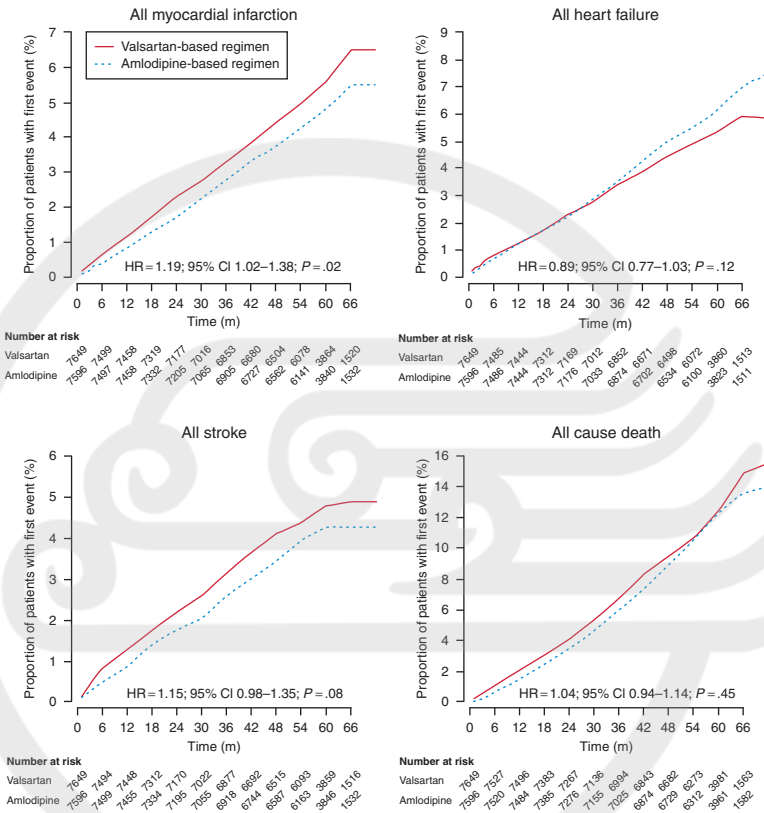 All myocardial infarction
Proportion of patients with first event (%)
7
6
5
4
3
2
1
0
Valsartan-based regimen
Amlodipine-based regimen
HR=1.19; 95% CI 1.02–1.38; P=.02
0 6 12 18 24 30 36 42 48 54 60 66
Time (m)
Number at risk
Valsartan 7649 7499 7458 7319 7177 7016 6853 6680 6504 6078 3864 1520
Amlodipine 7596 7497 7458 7332 7205 7065 6905 6727 6562 6141 3840 1532
All heart failure
Proportion of patients with first event (%)
9
8
7
6
5
4
3
2
1
0
HR=0.89; 95% CI 0.77–1.03; P=.12
0 6 12 18 24 30 36 42 48 54 60 66
Time (m)
Number at risk
Valsartan 7649 7485 7444 7312 7169 7012 6852 6671 6498 6072 3860 1513
Amlodipine 7596 7486 7444 7312 7176 7033 6874 6702 6534 6100 3823 1511
All stroke
Proportion of patients with first event (%)
6
5
4
3
2
1
0
HR=1.15; 95% CI 0.98–1.35; P=.08
0 6 12 18 24 30 36 42 48 54 60 66
Time (m)
Number at risk
Valsartan 7649 7494 7448 7312 7170 7022 6877 6692 6515 6093 3859 1516
Amlodipine 7596 7499 7455 7334 7195 7055 6918 6744 6587 6163 3846 1532
All cause death
Proportion of patients with first event (%)
16
14
12
10
8
6
4
2
0
HR=1.04; 95% CI 0.94–1.14; P=.45
0 6 12 18 24 30 36 42 48 54 60 66
Time (m)
Number at risk
Valsartan 7649 7527 7496 7383 7267 7136 6994 6843 6682 6273 3981 1563
Amlodipine 7596 7520 7484 7385 7276 7155 7025 6874 6729 6312 3961 1582